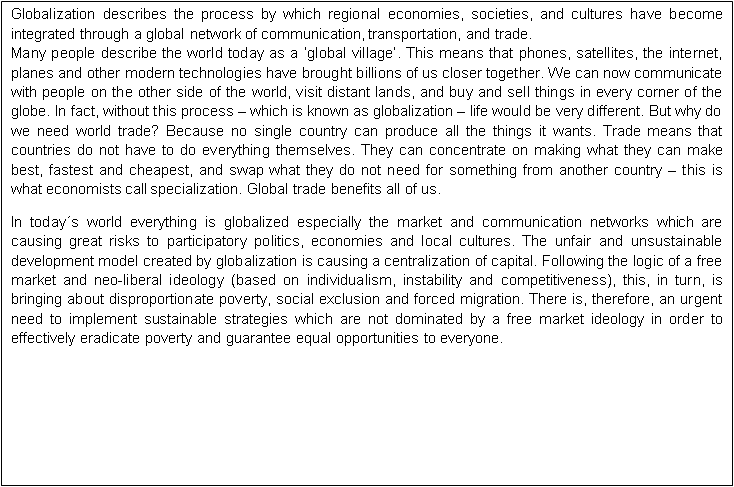 Globalization describes the process by which regional economies, societies, and cultures have become
integrated through a global network of communication, transportation, and trade.
Many people describe the world today as a ‘global village’. This means that phones, satellites, the internet,
planes and other modern technologies have brought billions of us closer together. We can now communicate
with people on the other side of the world, visit distant lands, and buy and sell things in every corner of the
globe. In fact, without this process – which is known as globalization – life would be very different. But why do
we need world trade? Because no single country can produce all the things it wants. Trade means that
countries do not have to do everything themselves. They can concentrate on making what they can make
best, fastest and cheapest, and swap what they do not need for something from another country – this is
what economists call specialization. Global trade benefits all of us.
In today´s world everything is globalized especially the market and communication networks which are
causing great risks to participatory politics, economies and local cultures. The unfair and unsustainable
development model created by globalization is causing a centralization of capital. Following the logic of a free
market and neo-liberal ideology (based on individualism, instability and competitiveness), this, in turn, is
bringing about disproportionate poverty, social exclusion and forced migration. There is, therefore, an urgent
need to implement sustainable strategies which are not dominated by a free market ideology in order to
effectively eradicate poverty and guarantee equal opportunities to everyone.